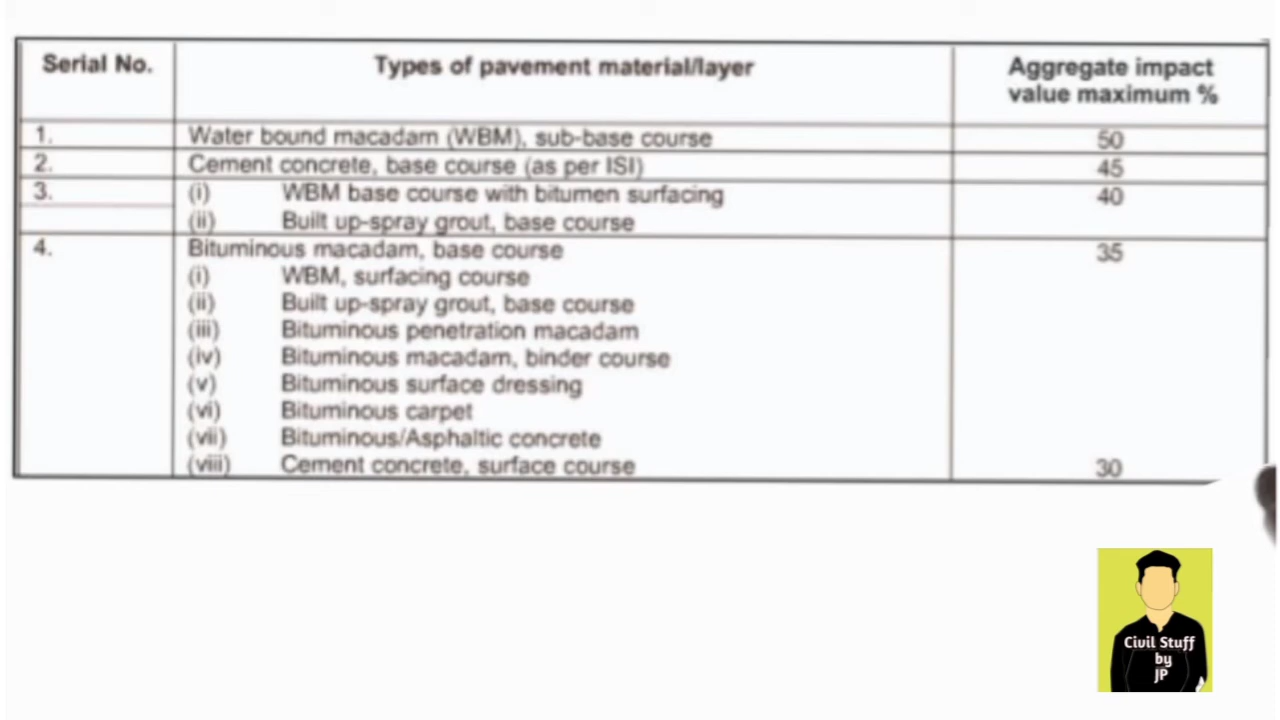 Serial No. Types of pavement material/layer Aggregate impact
value maximum %
1. Water bound macadam (WBM), sub-base course 50
2. Cement concrete, base course (as per ISI) 45
3. (i) WBM base course with bitumen surfacing 40
(ii) Built up-spray grout, base course
4. Bituminous macadam, base course 35
(i) WBM, surfacing course
(ii) Built up-spray grout, base course
(iii) Bituminous penetration macadam
(iv) Bituminous macadam, binder course
(v) Bituminous surface dressing
(vi) Bituminous carpet
(vii) Bituminous/Asphaltic concrete
(viii) Cement concrete, surface course 30
Civil Stuff
by
JP